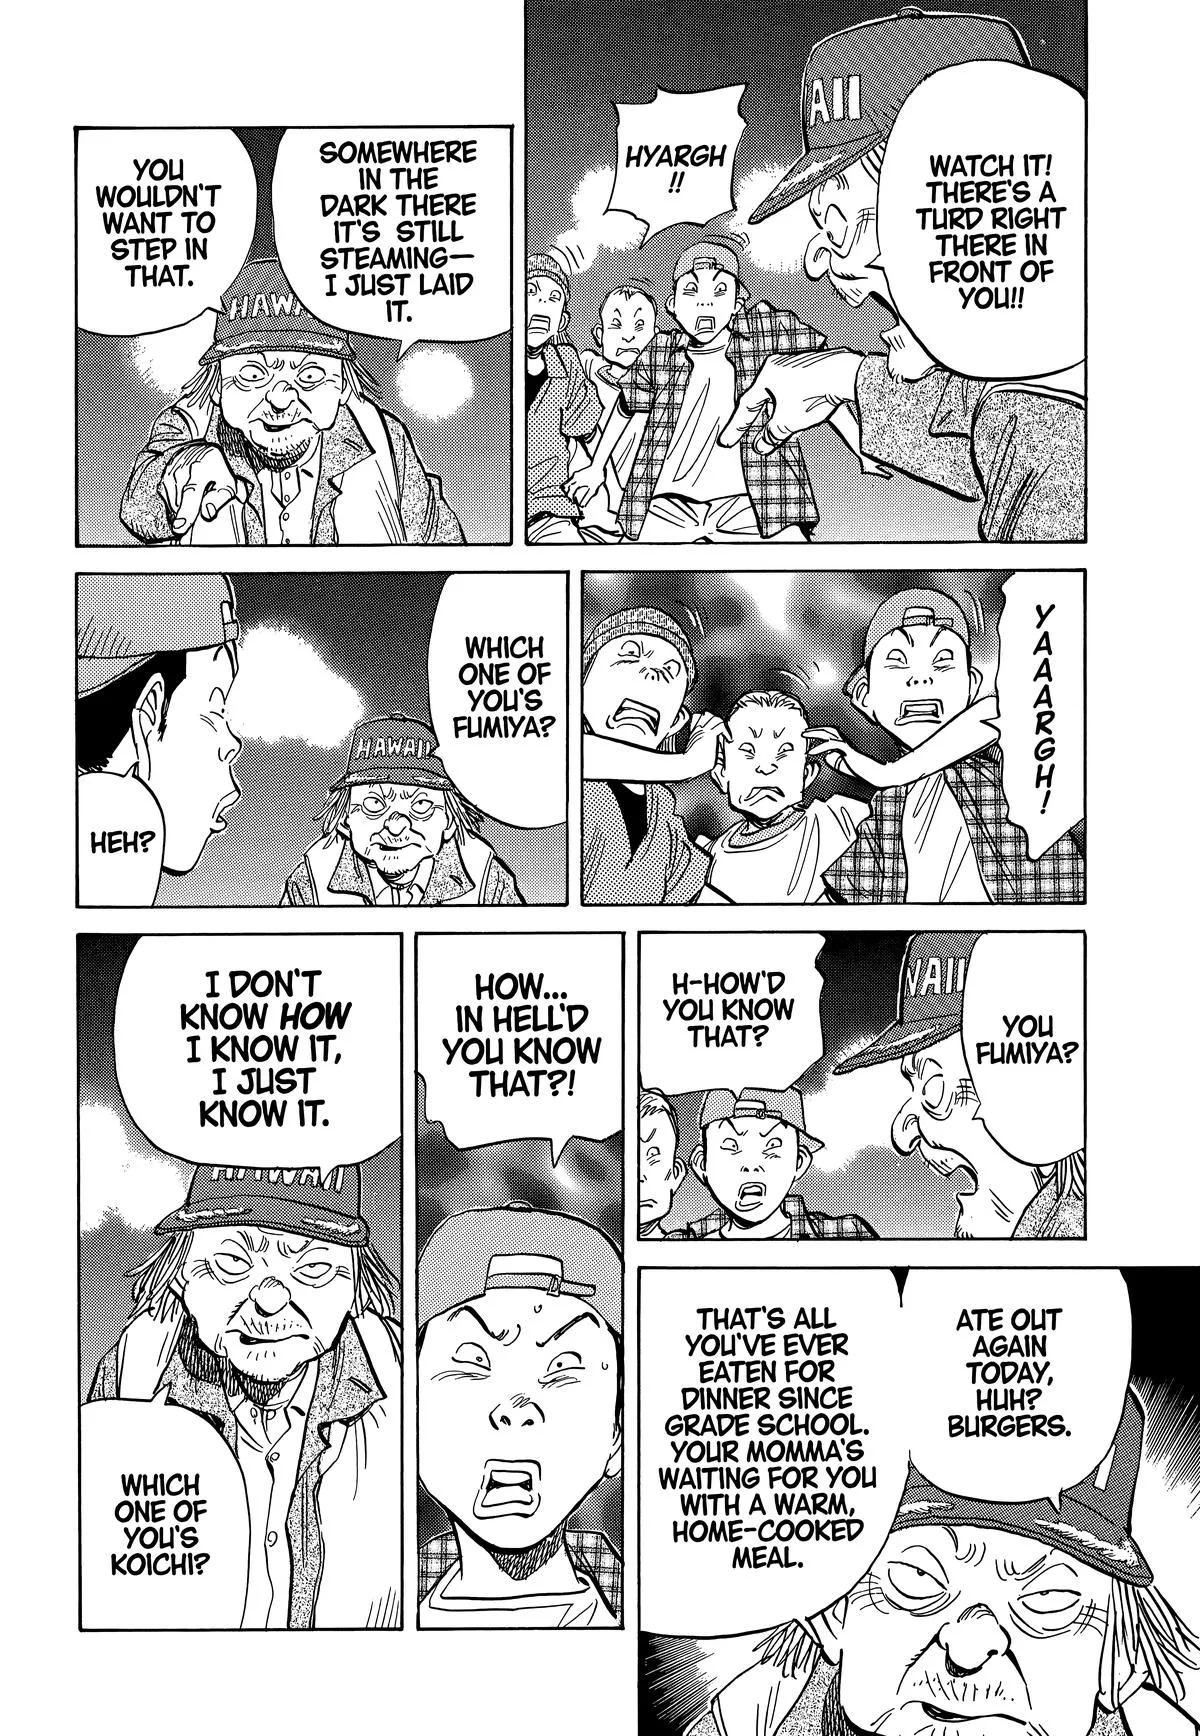 WATCH IT!
THERE'S A
TURD RIGHT
THERE IN
FRONT OF
YOU!!
AII
HYARGH
!!
SOMEWHERE
IN THE
DARK THERE
IT'S STILL
STEAMING—
I JUST LAID
IT.
YOU
WOULDN'T
WANT TO
STEP IN
THAT.
HAWAI
YAAARGH!
WHICH
ONE OF
YOU'S
FUMIYA?
HAWAII
HEH?
YOU
FUMIYA?
WAII
H-HOW'D
YOU KNOW
THAT?
ATE OUT
AGAIN
TODAY,
HUH?
BURGERS.
THAT'S ALL
YOU'VE EVER
EATEN FOR
DINNER SINCE
GRADE SCHOOL.
YOUR MOMMA'S
WAITING FOR YOU
WITH A WARM,
HOME-COOKED
MEAL.
I
HOW...
IN HELL'D
YOU KNOW
THAT?!
I DON'T
KNOW HOW
I KNOW IT,
I JUST
KNOW IT.
HAWAII
WHICH
ONE OF
YOU'S
KOICHI?